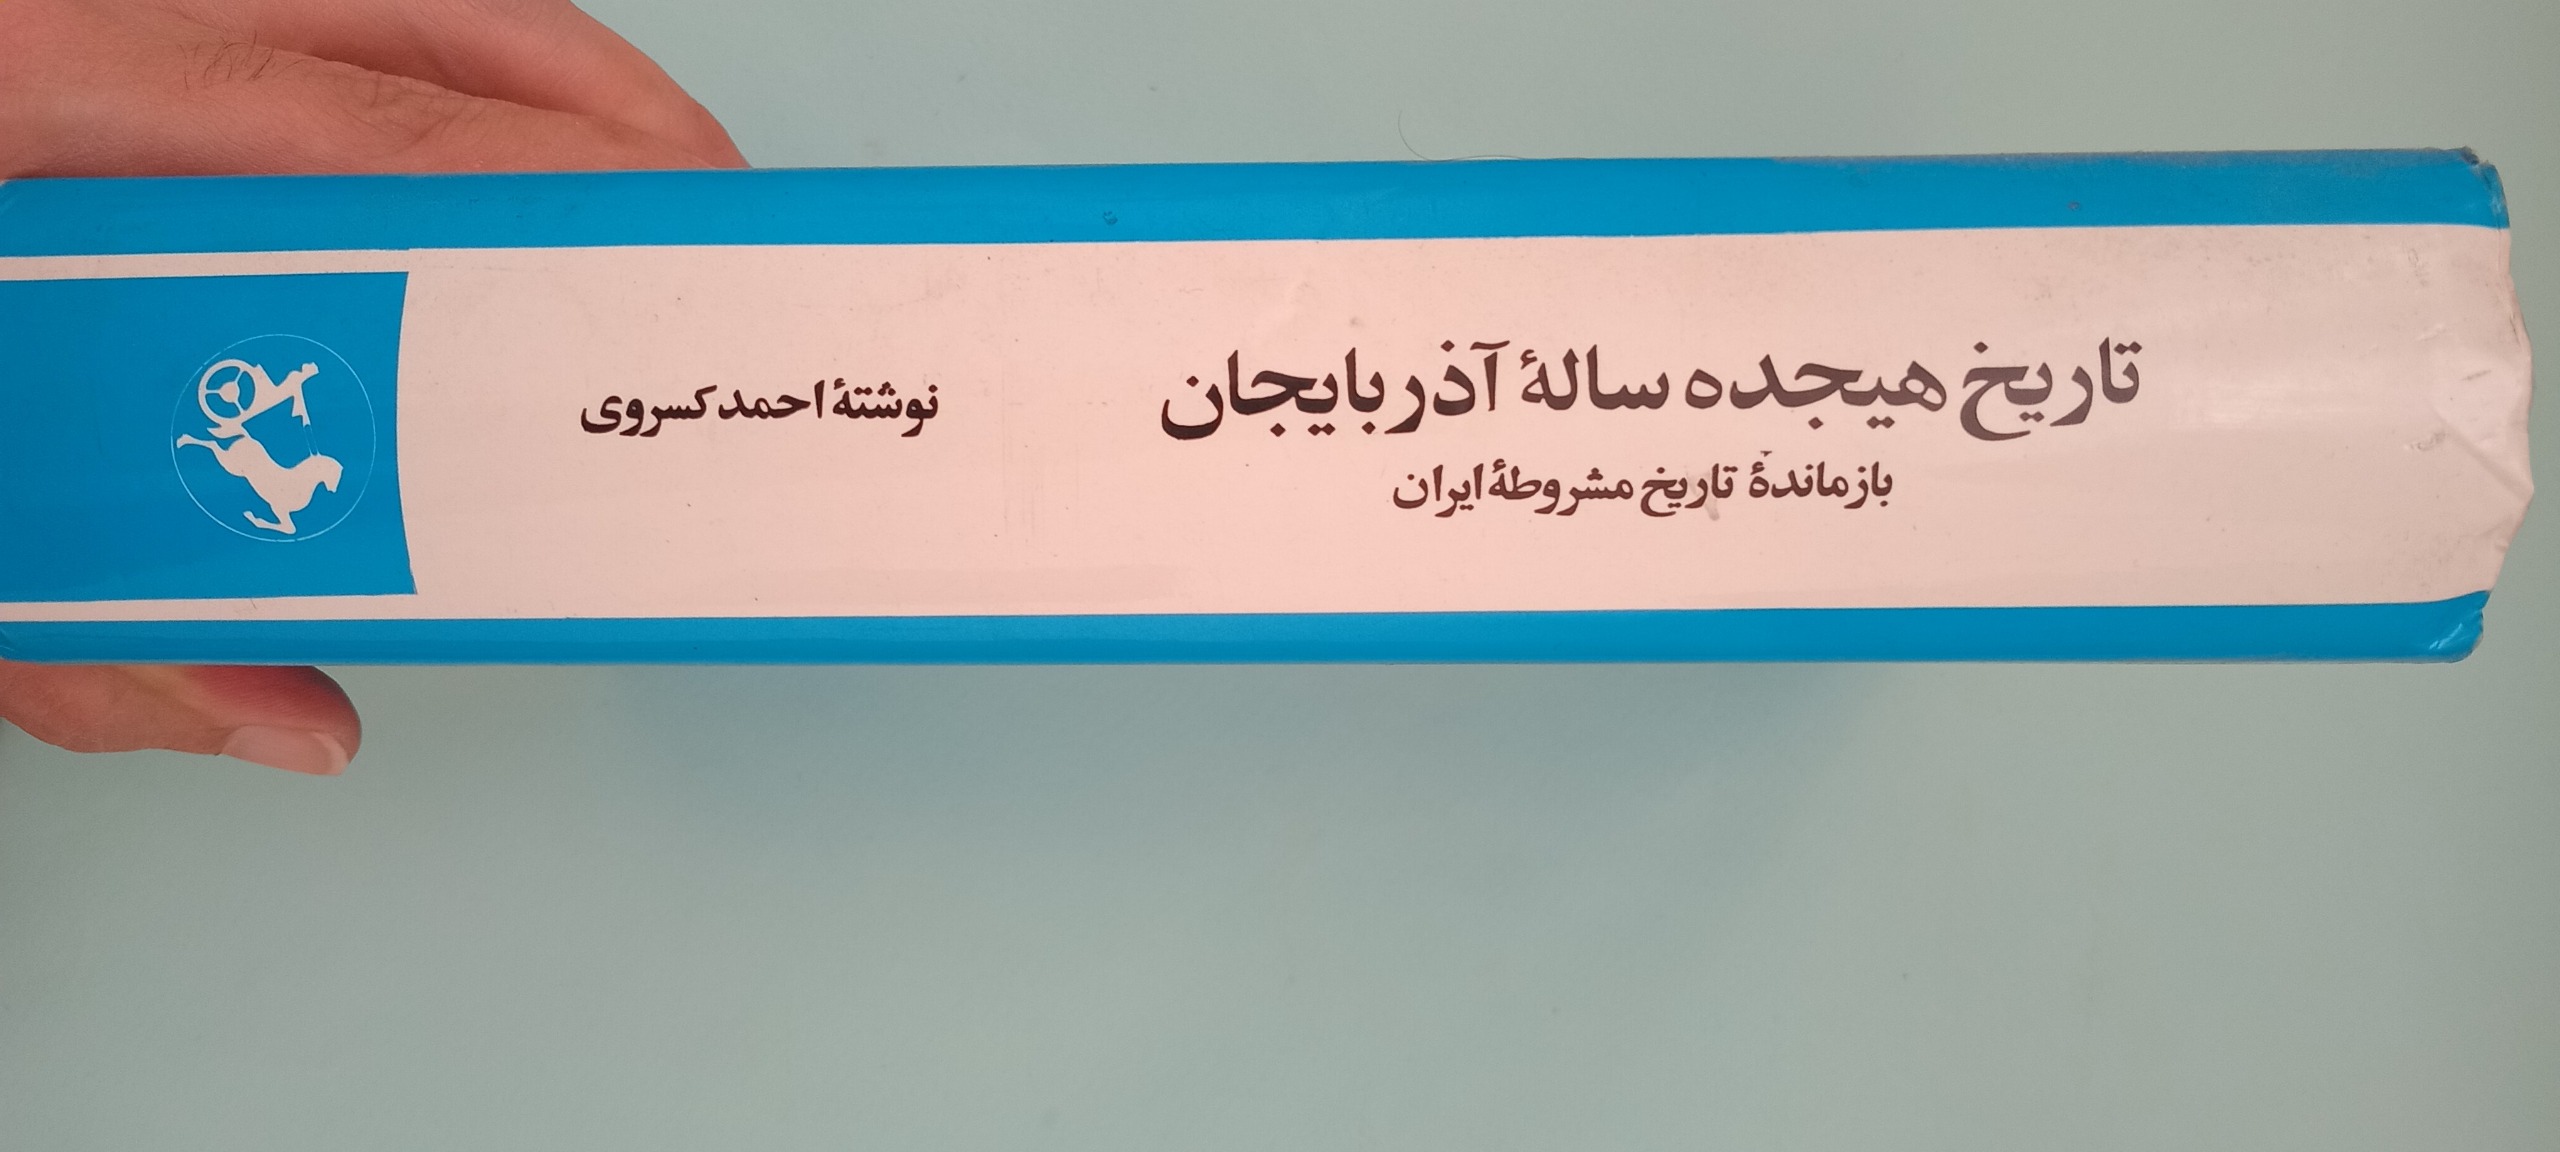 تاریخ هیجده سالهٔ آذربایجان
بازماندهٔ تاریخ مشروطهٔ ایران
نوشتهٔ احمد کسروی